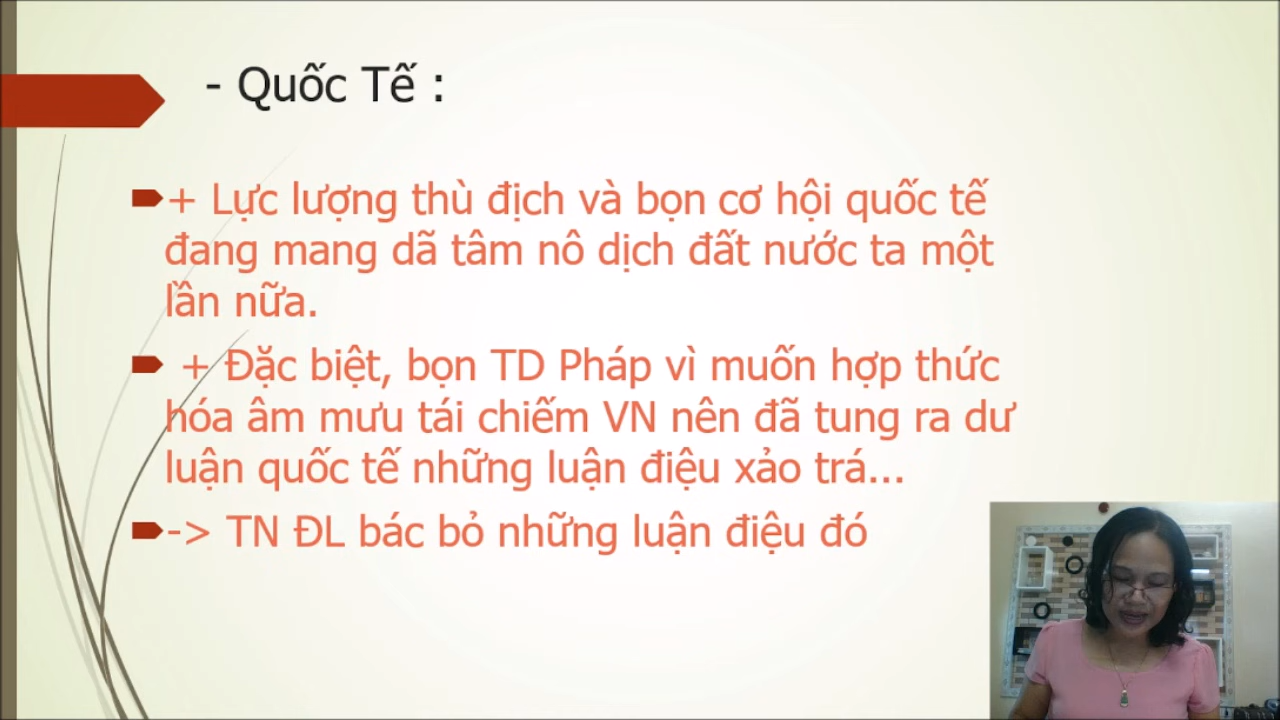 - Quốc Tế :
+ Lực lượng thù địch và bọn cơ hội quốc tế
đang mang dã tâm nô dịch đất nước ta một
lần nữa.
+ Đặc biệt, bọn TD Pháp vì muốn hợp thức
hóa âm mưu tái chiếm VN nên đã tung ra dư
luận quốc tế những luận điệu xảo trá...
-> TN ĐL bác bỏ những luận điệu đó